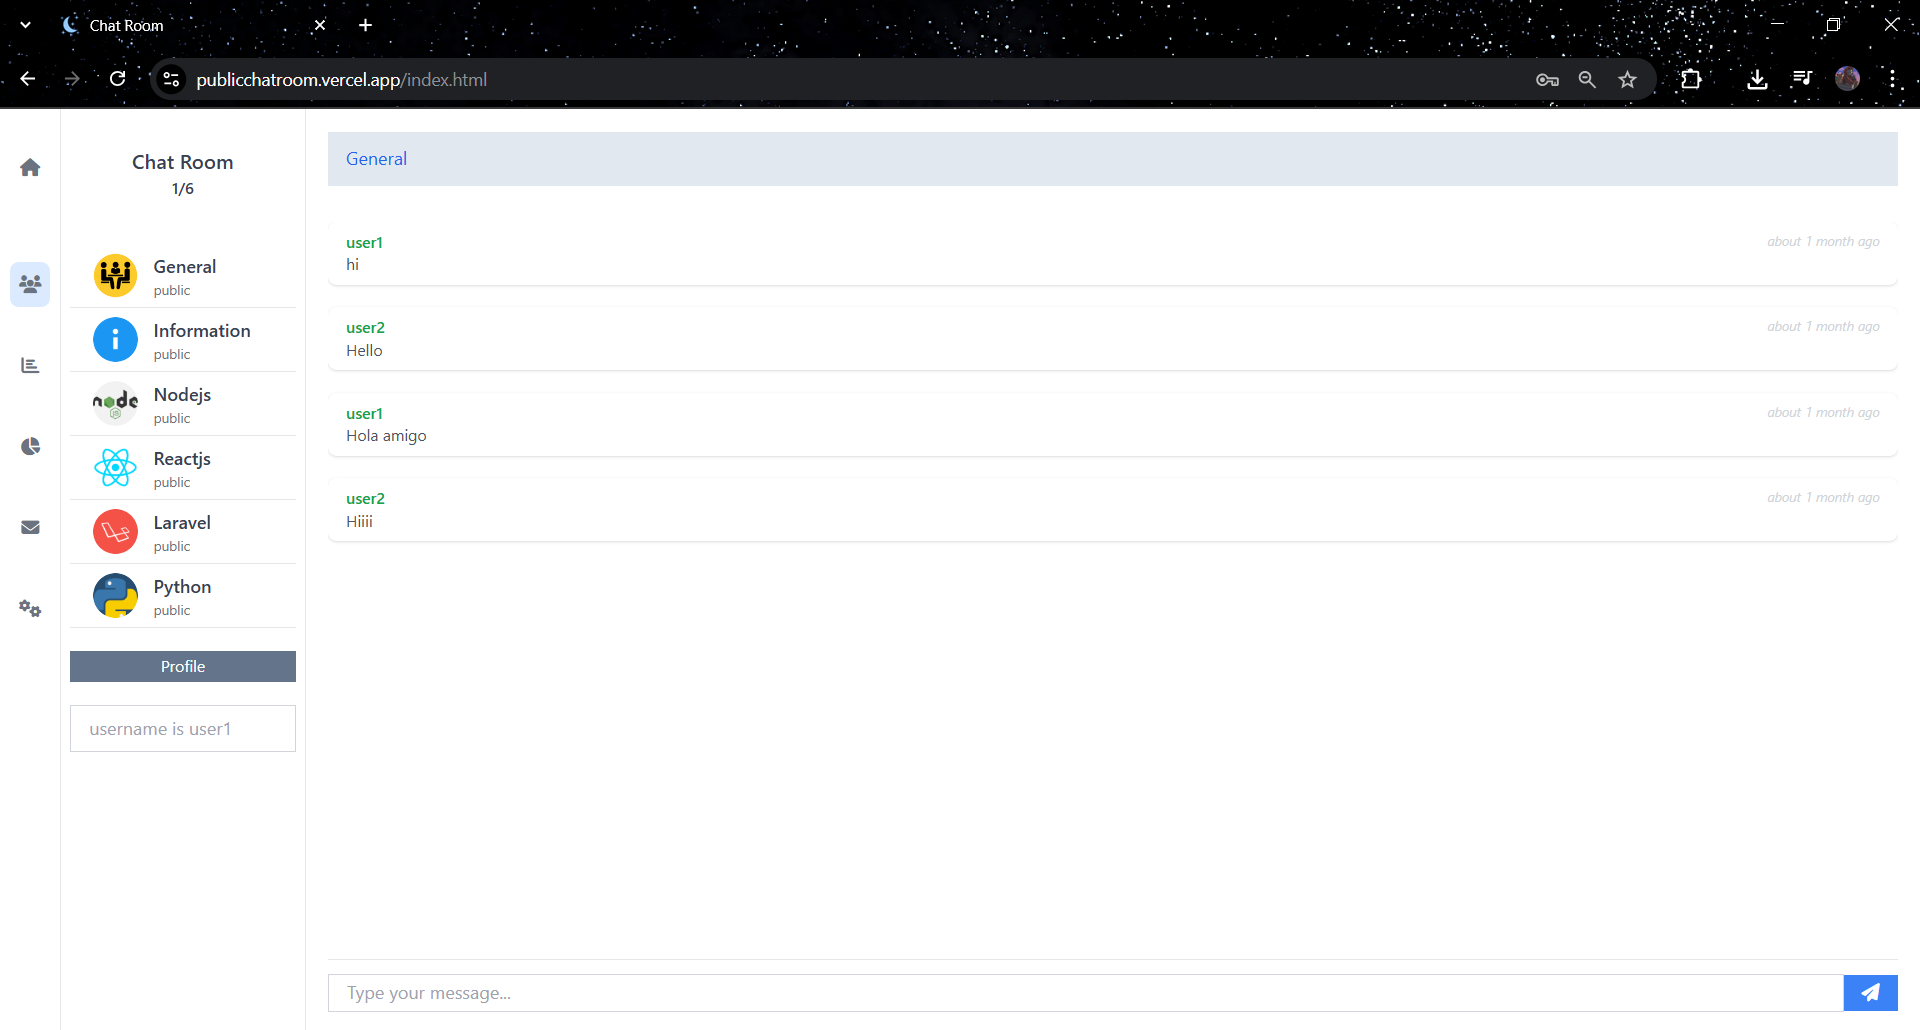 Chat Room
publicchatroom.vercel.app/index.html
Chat Room
1/6
General
public
Information
public
node
JS
Nodejs
public
Reactjs
public
Laravel
public
Python
public
Profile
username is user1
General
user1
about 1 month ago
hi
user2
about 1 month ago
Hello
user1
about 1 month ago
Hola amigo
user2
about 1 month ago
Hiiii
Type your message...